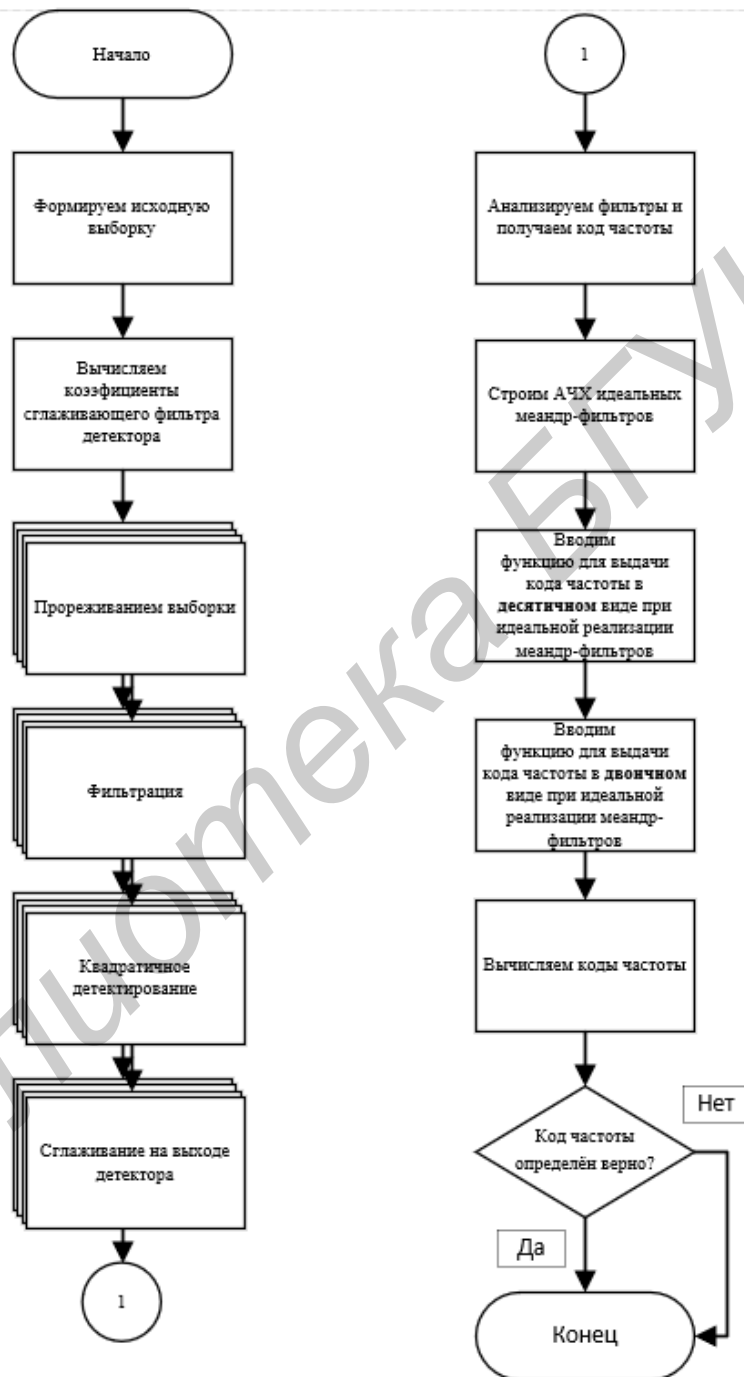 Начало
Формируем исходную
выборку
Вычисляем
коэфициенты
сглаживающего фильтра
детектора
Прореживанием выборки
Фильтрация
Квадратичное
детектирование
Сглаживание на выходе
детектора
1
1
Анализируем фильтры и
получаем код частоты
Строим АЧХ идеальных
меандр-фильтров
Вводим
функцию для выдачи
кода частоты в
десятичном виде при
идеальной реализации
меандр-фильтров
Вводим
функцию для выдачи
кода частоты в двоичном
виде при идеальной
реализации меандр-
фильтров
Вычисляем коды частоты
Код частоты
определён верно?
Нет
Да
Конец